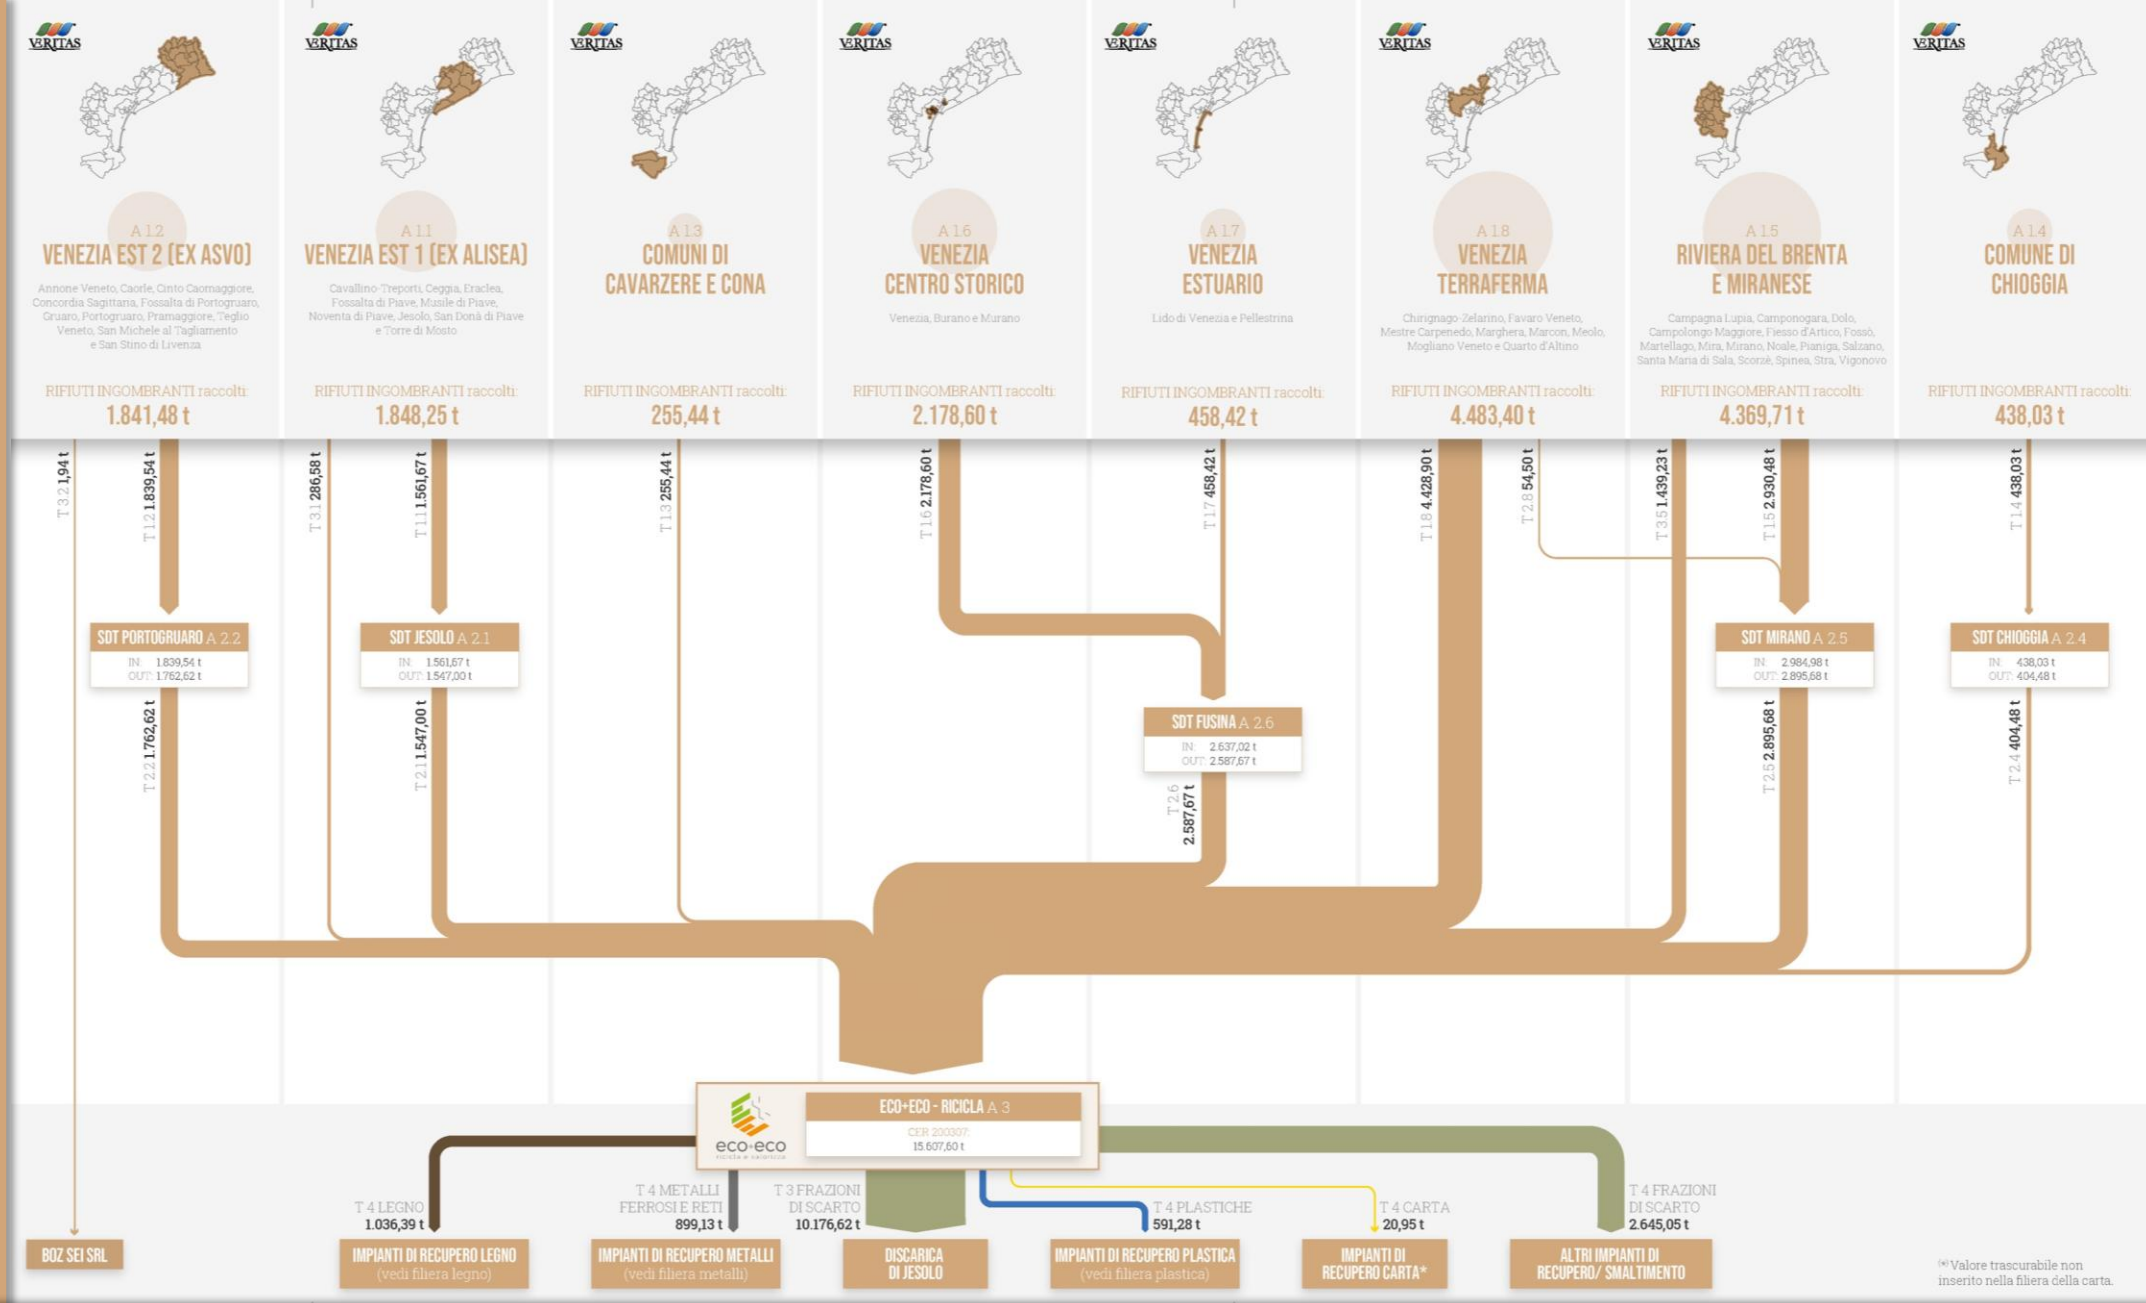 VERITAS
A 1.2
VENEZIA EST 2 (EX ASVO)
Annone Veneto, Caorle, Cinto Caomaggiore,
Concordia Sagittaria, Fossalta di Portogruaro,
Gruaro, Portogruaro, Pramaggiore, Teglio
Veneto, San Michele al Tagliamento
e San Stino di Livenza
RIFIUTI INGOMBRANTI raccolti:
1.841,48 t
VERITAS
A 1.1
VENEZIA EST 1 (EX ALISEA)
Cavallino-Treporti, Ceggia, Eraclea,
Fossalta di Piave, Musile di Piave,
Noventa di Piave, Jesolo, San Donà di Piave
e Torre di Mosto
RIFIUTI INGOMBRANTI raccolti:
1.848,25 t
VERITAS
A 1.3
COMUNI DI
CAVARZERE E CONA
RIFIUTI INGOMBRANTI raccolti:
255,44 t
VERITAS
A 1.6
VENEZIA
CENTRO STORICO
Venezia, Burano e Murano
RIFIUTI INGOMBRANTI raccolti:
2.178,60 t
VERITAS
A 1.7
VENEZIA
ESTUARIO
Lido di Venezia e Pellestrina
RIFIUTI INGOMBRANTI raccolti:
458,42 t
VERITAS
A 1.8
VENEZIA
TERRAFERMA
Chirignago-Zelarino, Favaro Veneto,
Mestre Carpenedo, Marghera, Marcon, Meolo,
Mogliano Veneto e Quarto d'Altino
RIFIUTI INGOMBRANTI raccolti:
4.483,40 t
VERITAS
A 1.5
RIVIERA DEL BRENTA
E MIRANESE
Campagna Lupia, Camponogara, Dolo,
Campolongo Maggiore, Fiesso d'Artico, Fossò,
Martellago, Mira, Mirano, Noale, Pianiga, Salzano,
Santa Maria di Sala, Scorzè, Spinea, Stra, Vigonovo
RIFIUTI INGOMBRANTI raccolti:
4.369,71 t
VERITAS
A 1.4
COMUNE DI
CHIOGGIA
RIFIUTI INGOMBRANTI raccolti:
438,03 t
T 3.2 1,94 t
T 1.2 1.839,54 t
T 3.1 286,58 t
T 1.1 1.561,67 t
T 1.3 255,44 t
T 1.6 2.178,60 t
T 1.7 458,42 t
T 1.8 4.428,90 t
T 2.8 54,50 t
T 3.5 1.439,23 t
T 1.5 2.930,48 t
T 1.4 438,03 t
SDT PORTOGRUARO A 2.2
IN: 1.839,54 t
OUT: 1.762,62 t
SDT JESOLO A 2.1
IN: 1.561,67 t
OUT: 1.547,00 t
SDT MIRANO A 2.5
IN: 2.984,98 t
OUT: 2.895,68 t
SDT CHIOGGIA A 2.4
IN: 438,03 t
OUT: 404,48 t
SDT FUSINA A 2.6
IN: 2.637,02 t
OUT: 2.587,67 t
T 2.2 1.762,62 t
T 2.1 1.547,00 t
T 2.6
2.587,67 t
T 2.5 2.895,68 t
T 2.4 404,48 t
eco+eco
ECO+ECO - RICICLA A 3
CER 200307:
15.607,60 t
T 4 LEGNO
1.036,39 t
T 4 METALLI
FERROSI E RETI
899,13 t
T 3 FRAZIONI
DI SCARTO
10.176,62 t
T 4 PLASTICHE
591,28 t
T 4 CARTA
20,95 t
T 4 FRAZIONI
DI SCARTO
2.645,05 t
BOZ SEI SRL
IMPIANTI DI RECUPERO LEGNO
(vedi filiera legno)
IMPIANTI DI RECUPERO METALLI
(vedi filiera metalli)
DISCARICA
DI JESOLO
IMPIANTI DI RECUPERO PLASTICA
(vedi filiera plastica)
IMPIANTI DI
RECUPERO CARTA*
ALTRI IMPIANTI DI
RECUPERO/ SMALTIMENTO
(*) Valore trascurabile non
inserito nella filiera della carta.